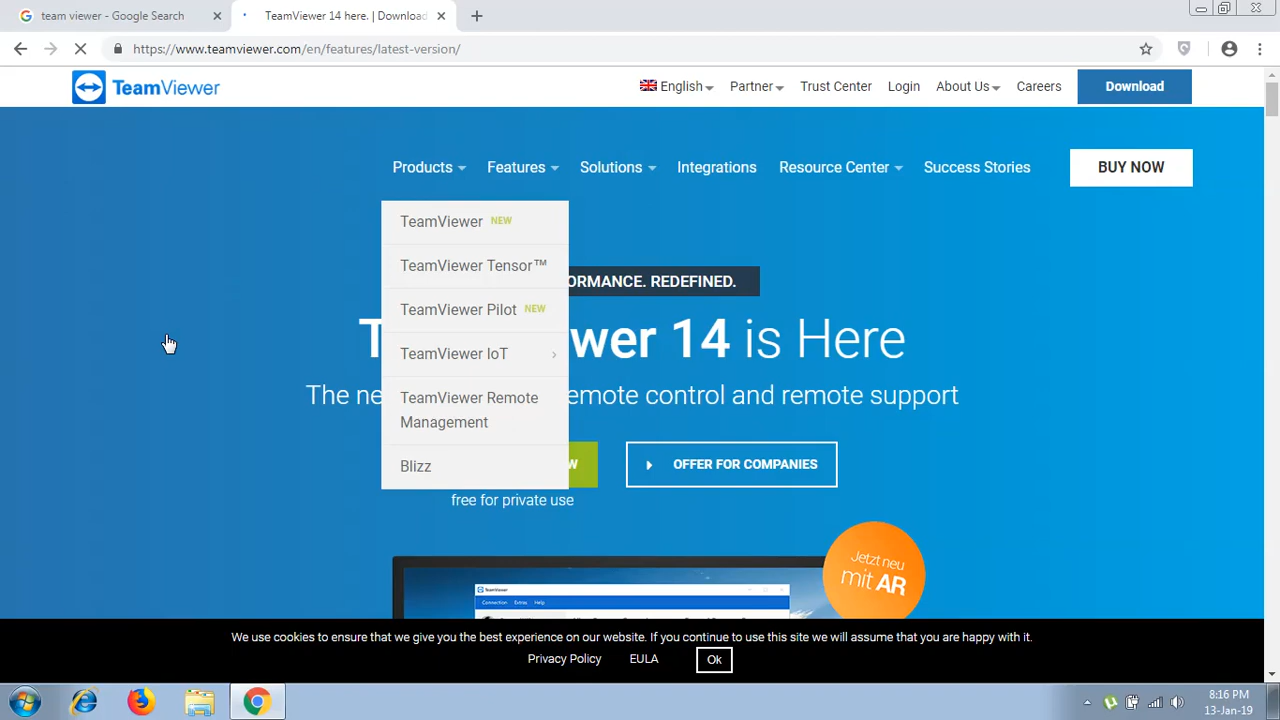 team viewer - Google Search
TeamViewer 14 here. | Download
https://www.teamviewer.com/en/features/latest-version/
TeamViewer
English
Partner
Trust Center
Login
About Us
Careers
Download
Products
Features
Solutions
Integrations
Resource Center
Success Stories
BUY NOW
TeamViewer NEW
TeamViewer Tensor™
TeamViewer Pilot NEW
TeamViewer IoT
TeamViewer Remote
Management
Blizz
ORMANCE. REDEFINED.
T wer 14 is Here
The ne emote control and remote support
W
OFFER FOR COMPANIES
free for private use
Jetzt neu
mit AR
TeamViewer
Connection Extras Help
We use cookies to ensure that we give you the best experience on our website. If you continue to use this site we will assume that you are happy with it.
Privacy Policy
EULA
Ok
8:16 PM
13-Jan-19